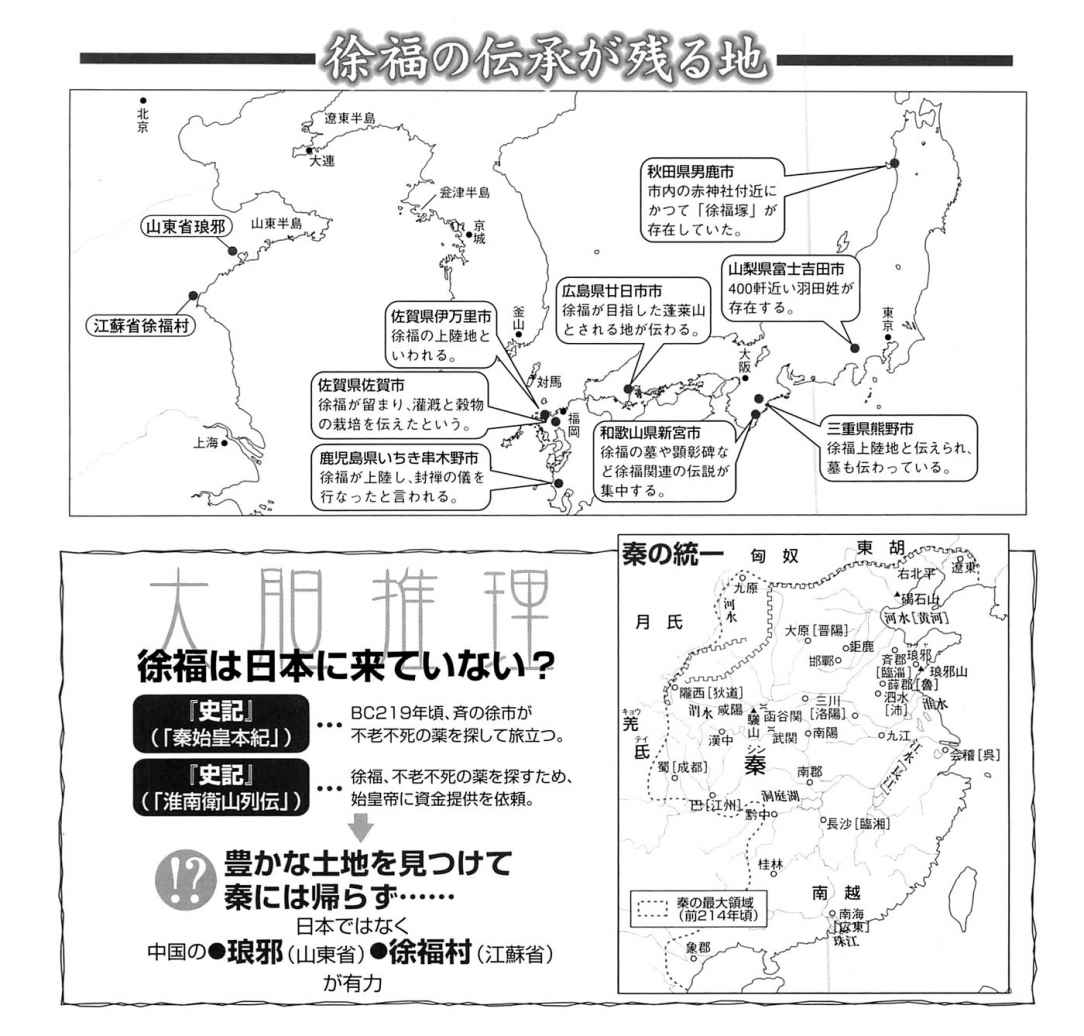 徐福の伝承が残る地
北京
遼東半島
大連
瓮津半島
京城
山東省琅邪
山東半島
江蘇省徐福村
上海
釜山
対馬
福岡
大阪
東京
秋田県男鹿市
市内の赤神社付近に
かつて「徐福塚」が
存在していた。
山梨県富士吉田市
400軒近い羽田姓が
存在する。
広島県廿日市市
徐福が目指した蓬莱山
とされる地が伝わる。
佐賀県伊万里市
徐福の上陸地と
いわれる。
佐賀県佐賀市
徐福が留まり、灌漑と穀物
の栽培を伝えたという。
鹿児島県いちき串木野市
徐福が上陸し、封禅の儀を
行なったと言われる。
和歌山県新宮市
徐福の墓や顕彰碑な
ど徐福関連の伝説が
集中する。
三重県熊野市
徐福上陸地と伝えられ、
墓も伝わっている。
大胆推理
徐福は日本に来ていない?
『史記』
(「秦始皇本紀」)
…
BC219年頃、斉の徐市が
不老不死の薬を探して旅立つ。
『史記』
(「淮南衛山列伝」)
…
徐福、不老不死の薬を探すため、
始皇帝に資金提供を依頼。
!?
豊かな土地を見つけて
秦には帰らず……
日本ではなく
中国の●琅邪(山東省)●徐福村(江蘇省)
が有力
秦の統一
匈奴
東胡
遼東
右北平
九原
河水
碣石山
河水[黄河]
月氏
大原[晋陽]
鉅鹿
邯鄲
斉郡
[臨淄]
琅邪
琅邪山
薛郡[魯]
泗水
[沛]
淮水
隴西[狄道]
渭水
咸陽
驪山
函谷関
三川
[洛陽]
武関
南陽
九江
漢中
キョウ
羌
テイ
氐
シン
秦
蜀[成都]
南郡
江水[長江]
会稽[呉]
巴[江州]
洞庭湖
黔中
長沙[臨湘]
桂林
南越
南海
[広東]
珠江
象郡
秦の最大領域
(前214年頃)